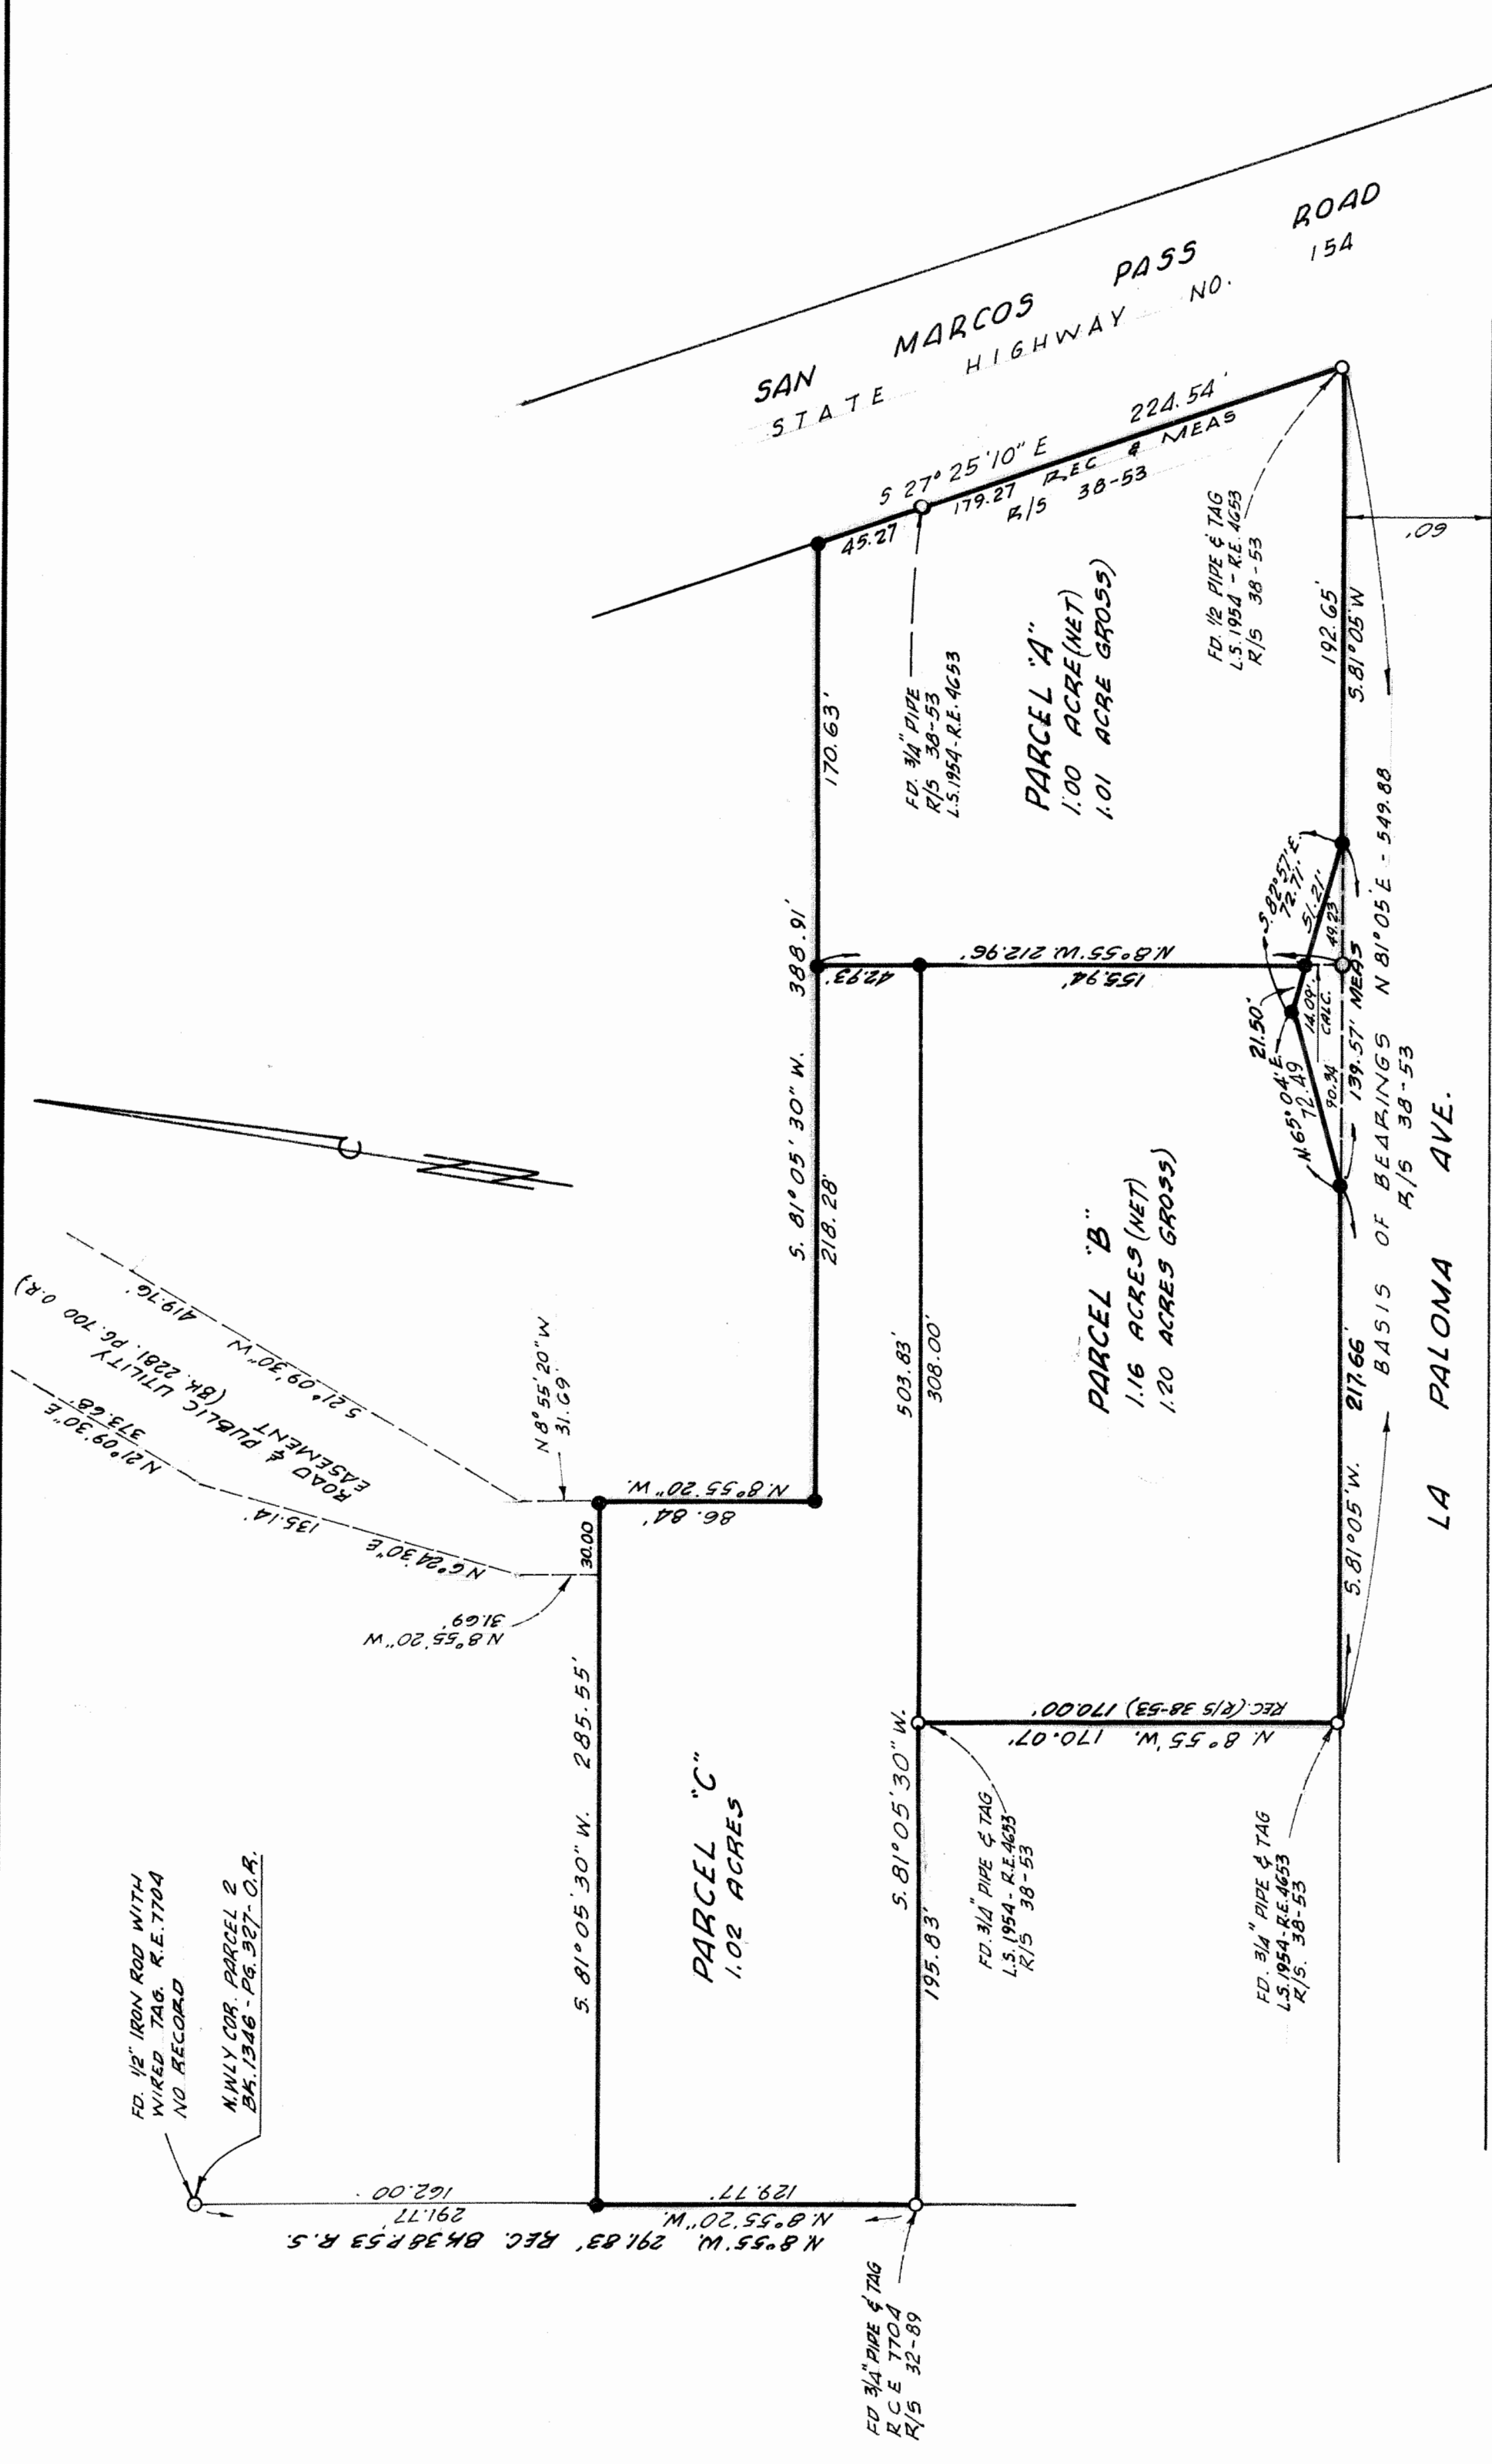 SAN MARCOS PASS ROAD
STATE HIGHWAY NO. 154
S 27° 25' 10" E 224.54'
45.27
179.27 REC & MEAS
R/S 38-53
FD. 3/4" PIPE
R/S 38-53
L.S.1954-R.E.4653
FD. 1/2 PIPE & TAG
L.S.1954-R.E.4653
R/S 38-53
PARCEL "A"
1.00 ACRE (NET)
1.01 ACRE GROSS)
170.63'
192.65'
S.81°05'W
60'
S. 81° 05' 30" W. 388.91'
218.28'
42.93'
N.8°55'W 212.96'
155.94'
S.82°57'E.
72.71'
51.21'
49.23'
21.50'
14.09'
CALC.
N.65°04'E.
72.49
90.34
139.57' MEAS
BASIS OF BEARINGS N 81°05'E - 549.88
R/S 38-53
LA PALOMA AVE.
S.81°05'W. 217.66'
503.83'
308.00'
PARCEL "B"
1.16 ACRES (NET)
1.20 ACRES GROSS)
419.76'
S 21° 09' 30" W
ROAD & PUBLIC UTILITY
EASEMENT (BK. 2281, PG. 700 O.R.)
N 21° 09' 30" E
373.68'
135.14'
N 6° 24' 30" E
N 8° 55' 20" W
31.69'
N 8° 55' 20" W
31.69'
N.8°55'20"W.
86.84'
30.00
S. 81° 05' 30" W. 285.55'
PARCEL "C"
1.02 ACRES
S. 81° 05' 30" W.
195.83'
REC. (R/S 38-53) 170.00'
N. 8° 55' W. 170.07'
FD. 3/4" PIPE & TAG
L.S.1954-R.E.4653
R/S 38-53
FD. 3/4" PIPE & TAG
L.S.1954-R.E.4653
R/S. 38-53
FD. 1/2" IRON ROD WITH
WIRED TAG. R.E.7704
NO RECORD
N.WLY COR. PARCEL 2
BK.1346-PG.327-O.R.
162.00'
291.77
129.77'
N.8°55'20"W.
N.8°55'W. 291.83' REC. BK38 P.53 R.S.
FD 3/4" PIPE & TAG
RCE 7704
R/S 32-89